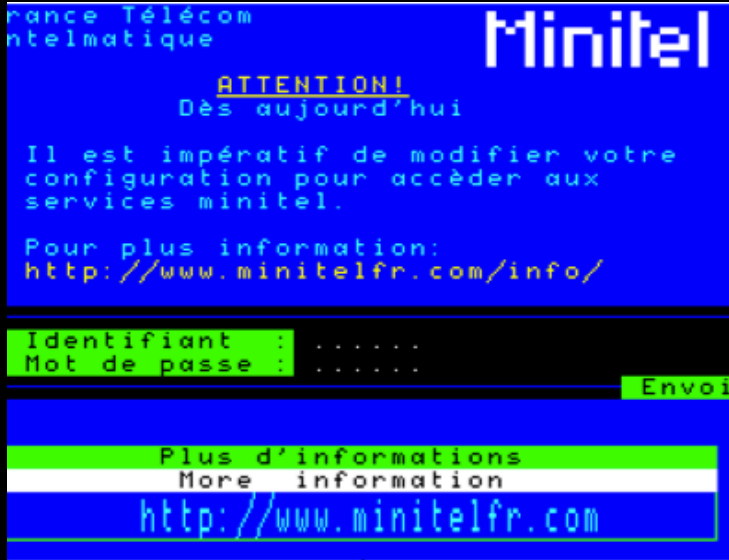 rance Télécom
ntelmatique
Minitel
ATTENTION!
Dès aujourd'hui
Il est impératif de modifier votre
configuration pour accèder aux
services minitel.
Pour plus information:
http://www.minitelfr.com/info/
Identifiant : ......
Mot de passe : ......
Envoi
Plus d'informations
More information
http://www.minitelfr.com